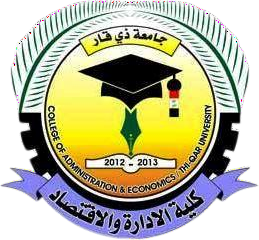 جامعة ذي قار
COLLEGE OF ADMINISTRATION & ECONOMICS THI-QAR UNIVERSITY
2012 - 2013
كلية الادارة والاقتصاد